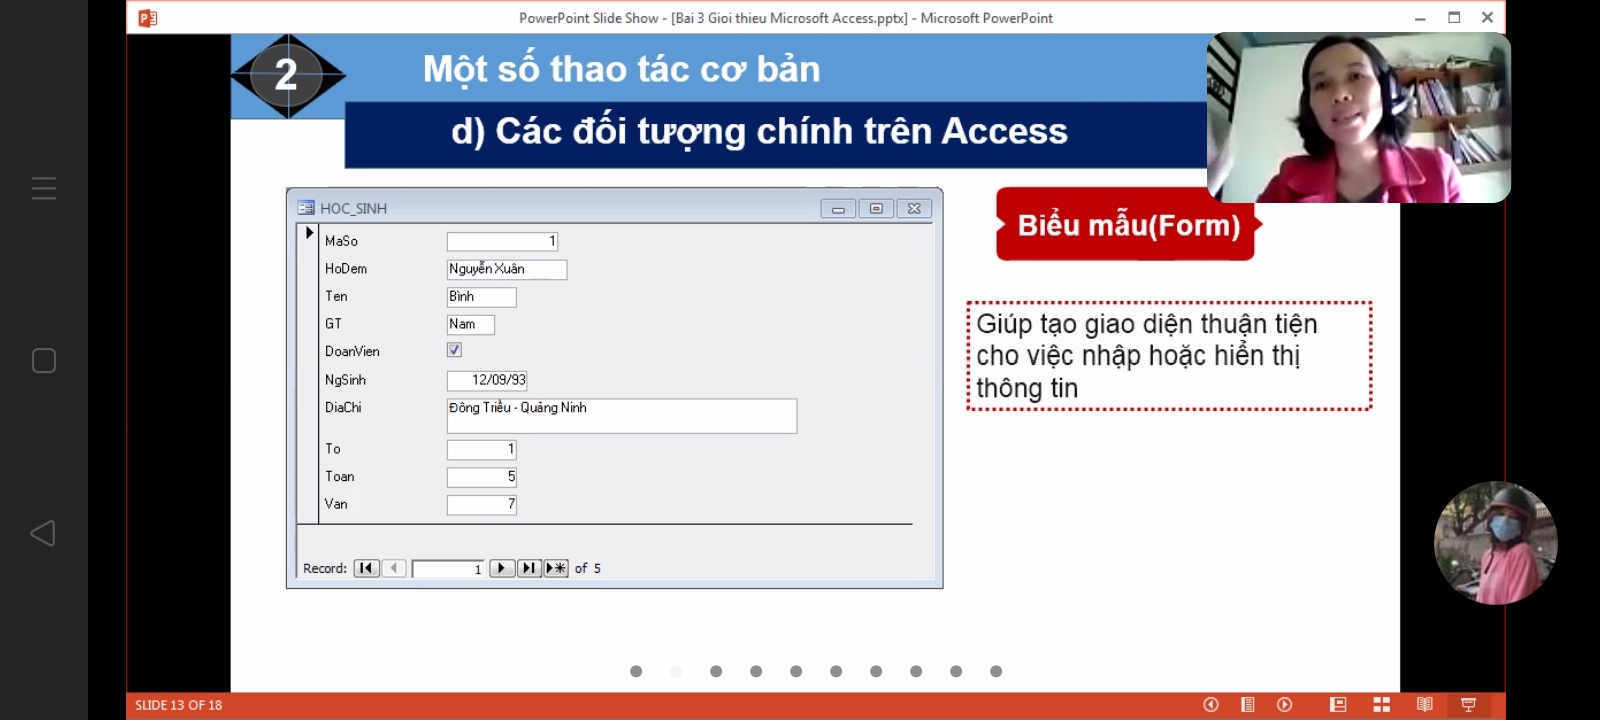 PowerPoint Slide Show - [Bai 3 Gioi thieu Microsoft Access.pptx] - Microsoft PowerPoint
2
Một số thao tác cơ bản
d) Các đối tượng chính trên Access
HOC_SINH
MaSo 1
HoDem Nguyễn Xuân
Ten Bình
GT Nam
DoanVien
NgSinh 12/09/93
DiaChi Đông Triều - Quảng Ninh
To 1
Toan 5
Van 7
Record: 1 of 5
Biểu mẫu(Form)
Giúp tạo giao diện thuận tiện
cho việc nhập hoặc hiển thị
thông tin
SLIDE 13 OF 18